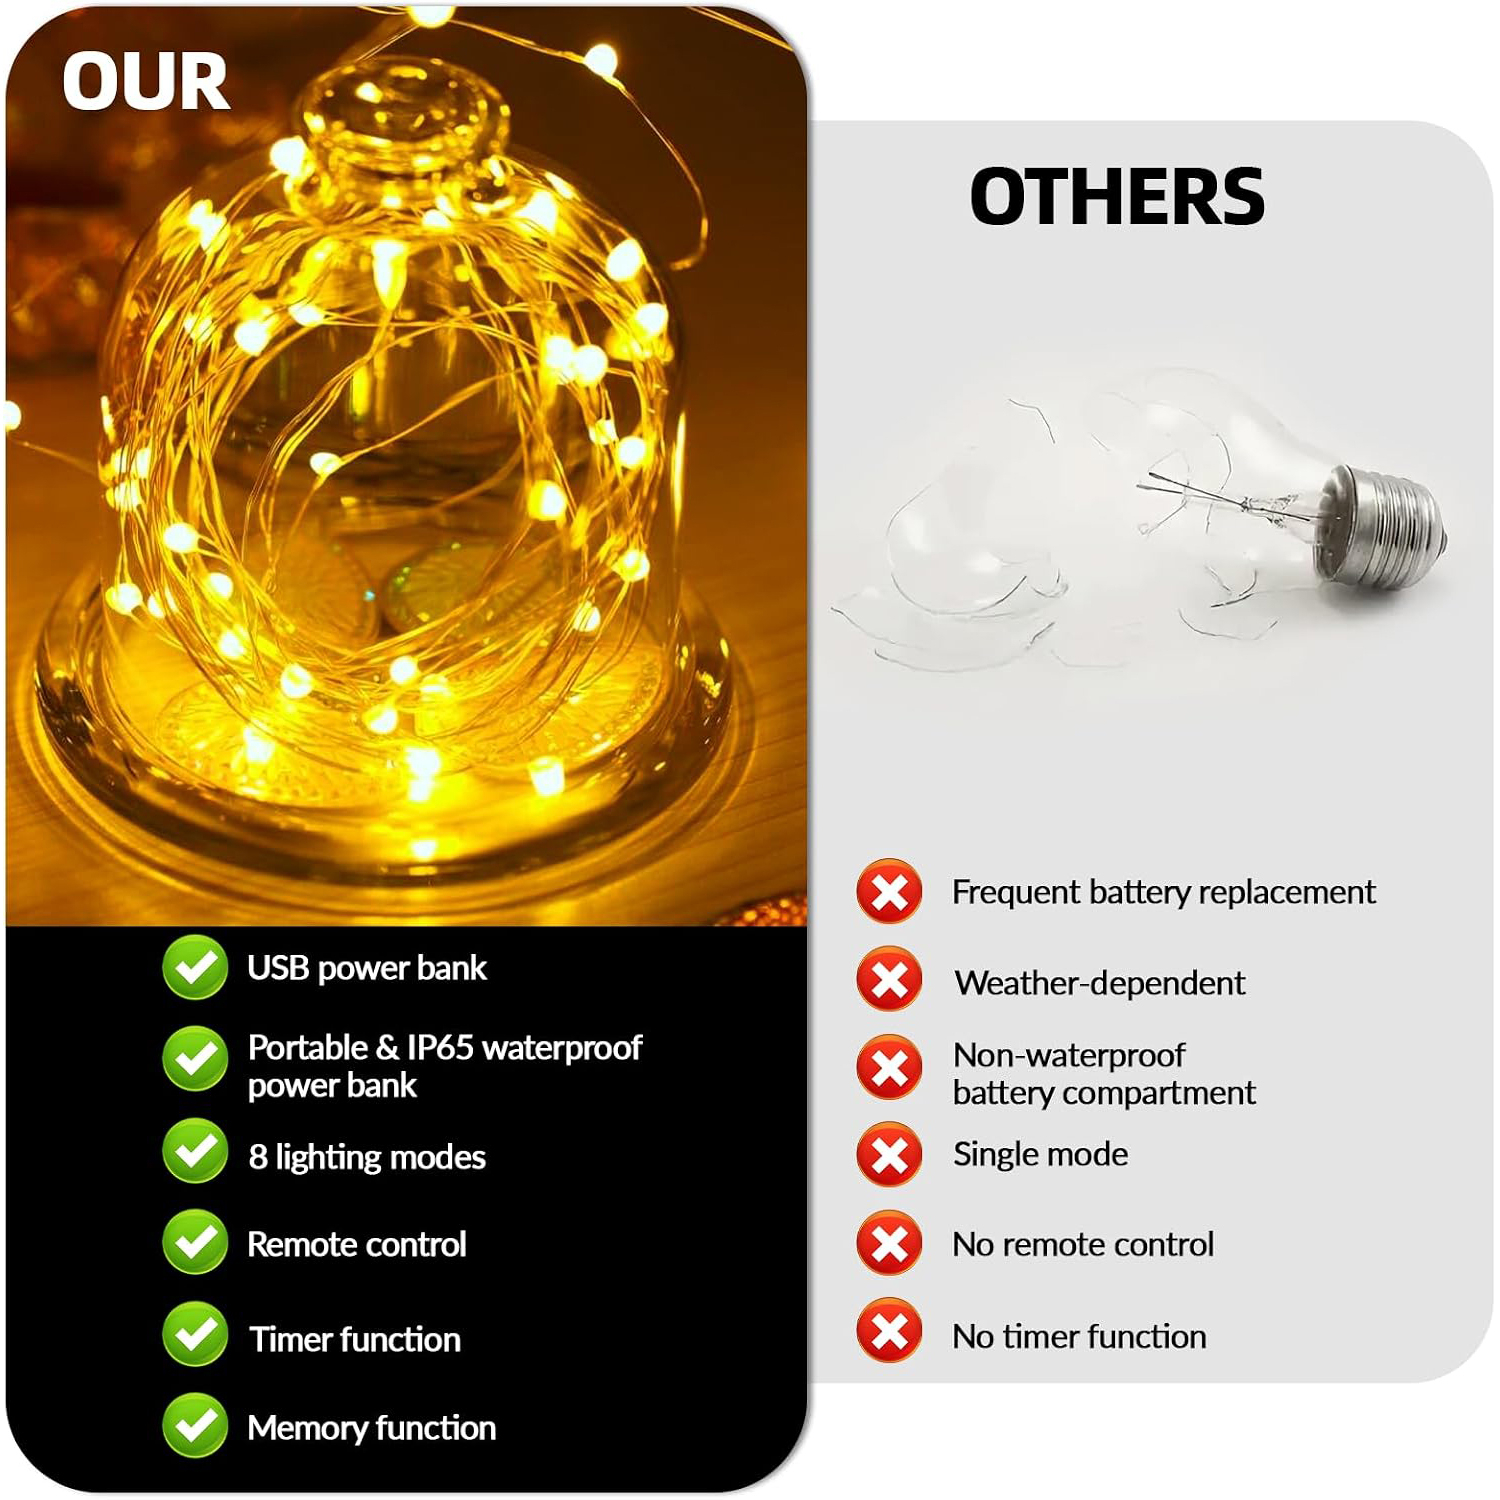 OUR
USB power bank
Portable & IP65 waterproof
power bank
8 lighting modes
Remote control
Timer function
Memory function
OTHERS
Frequent battery replacement
Weather-dependent
Non-waterproof
battery compartment
Single mode
No remote control
No timer function